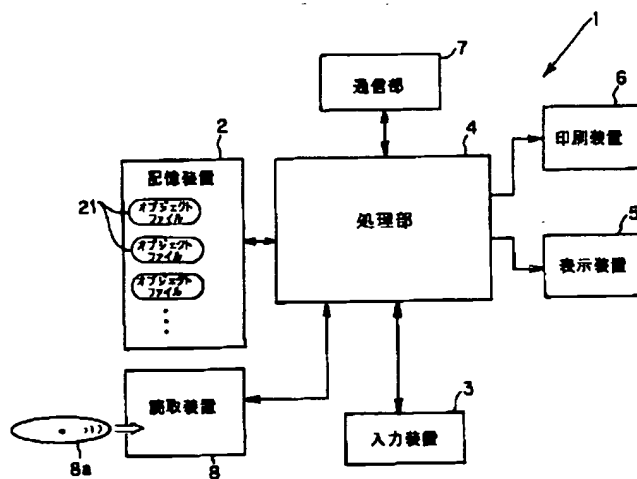 1
7
通信部
6
印刷装置
2
4
記憶装置
処理部
21
オブジェクト
ファイル
オブジェクト
ファイル
オブジェクト
ファイル
5
表示装置
読取装置
8a
8
3
入力装置